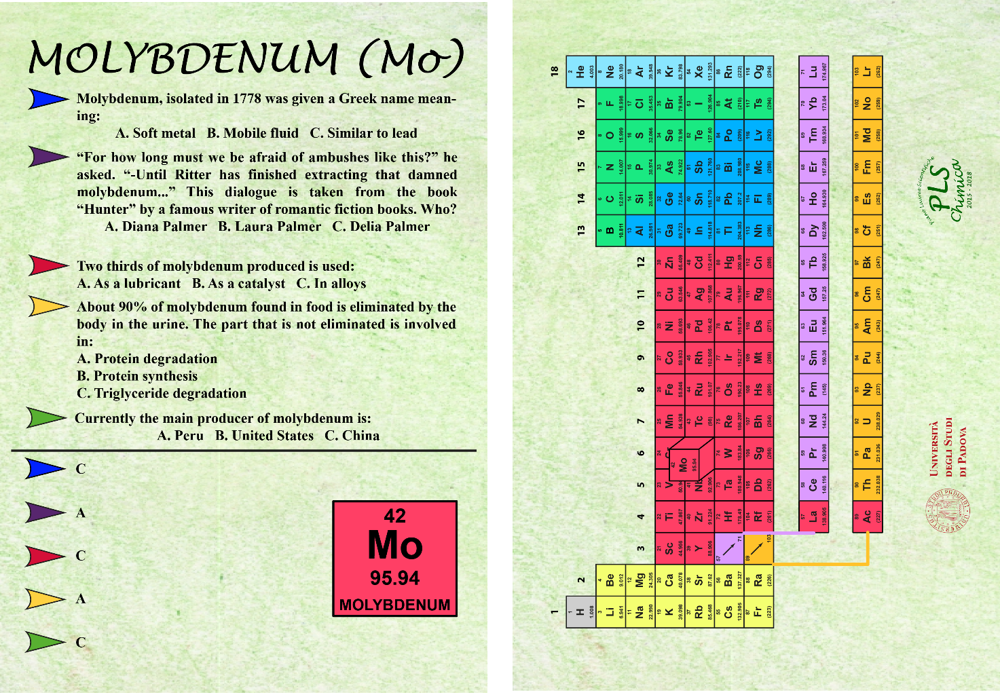 MOLYBDENUM (Mo)
Molybdenum, isolated in 1778 was given a Greek name mean-
ing:
A. Soft metal B. Mobile fluid C. Similar to lead
“For how long must we be afraid of ambushes like this?” he
asked. “-Until Ritter has finished extracting that damned
molybdenum...” This dialogue is taken from the book
“Hunter” by a famous writer of romantic fiction books. Who?
A. Diana Palmer B. Laura Palmer C. Delia Palmer
Two thirds of molybdenum produced is used:
A. As a lubricant B. As a catalyst C. In alloys
About 90% of molybdenum found in food is eliminated by the
body in the urine. The part that is not eliminated is involved
in:
A. Protein degradation
B. Protein synthesis
C. Triglyceride degradation
Currently the main producer of molybdenum is:
A. Peru B. United States C. China
C
A
C
A
C
42
Mo
95.94
MOLYBDENUM
1 18
1 2
H He
1.008 4.003
2 13 14 15 16 17
3 4 5 6 7 8 9 8
Li Be B C N O F Ne
6.941 9.012 10.811 12.011 14.007 15.999 18.998 20.180
11 12 13 14 15 16 17 18
Na Mg Al Si P S Cl Ar
22.990 24.305 26.981 28.085 30.974 32.066 35.453 39.948
3 4 5 6 7 8 9 10 11 12
19 20 21 22 23 24 25 26 27 28 29 30 31 32 33 34 35 36
K Ca Sc Ti V Cr Mn Fe Co Ni Cu Zn Ga Ge As Se Br Kr
39.098 40.078 44.956 47.867 54.938 55.846 58.933 58.693 63.546 65.409 69.723 72.64 74.922 78.96 79.904 83.798
37 38 39 40 41 42 43 44 45 46 47 48 49 50 51 52 53 54
Rb Sr Y Zr Nb Mo Tc Ru Rh Pd Ag Cd In Sn Sb Te I Xe
85.468 87.62 88.906 91.224 92.906 95.94 (98) 101.07 102.905 106.42 107.868 112.411 114.818 118.710 121.760 127.60 126.904 131.293
55 56 57 71 72 73 74 75 76 77 78 79 80 81 82 83 84 85 86
Cs Ba Hf Ta W Re Os Ir Pt Au Hg Tl Pb Bi Po At Rn
132.905 137.327 178.49 180.948 183.84 186.207 190.23 192.217 195.078 196.967 200.59 204.383 207.2 208.980 (209) (210) (222)
87 88 89 103 104 105 106 107 108 109 110 111 112 113 114 115 116 117 118
Fr Ra Rf Db Sg Bh Hs Mt Ds Rg Cn Nh Fl Mc Lv Ts Og
(223) (226) (261) (262) (266) (264) (269) (268) (271) (272) (285) (286) (289) (288) (292) (294) (294)
57 58 59 60 61 62 63 64 65 66 67 68 69 70 71
La Ce Pr Nd Pm Sm Eu Gd Tb Dy Ho Er Tm Yb Lu
138.905 140.116 140.908 144.24 (145) 150.36 151.964 157.25 158.925 162.500 164.930 167.259 168.934 173.04 174.967
89 90 91 92 93 94 95 96 97 98 99 100 101 102 103
Ac Th Pa U Np Pu Am Cm Bk Cf Es Fm Md No Lr
(227) 232.038 231.036 238.029 (237) (244) (243) (247) (247) (251) (252) (257) (258) (259) (262)
UNIVERSITÀ
DEGLI STUDI
DI PADOVA
Piano Lauree Scientifiche
PLS
Chimica
2015 - 2018